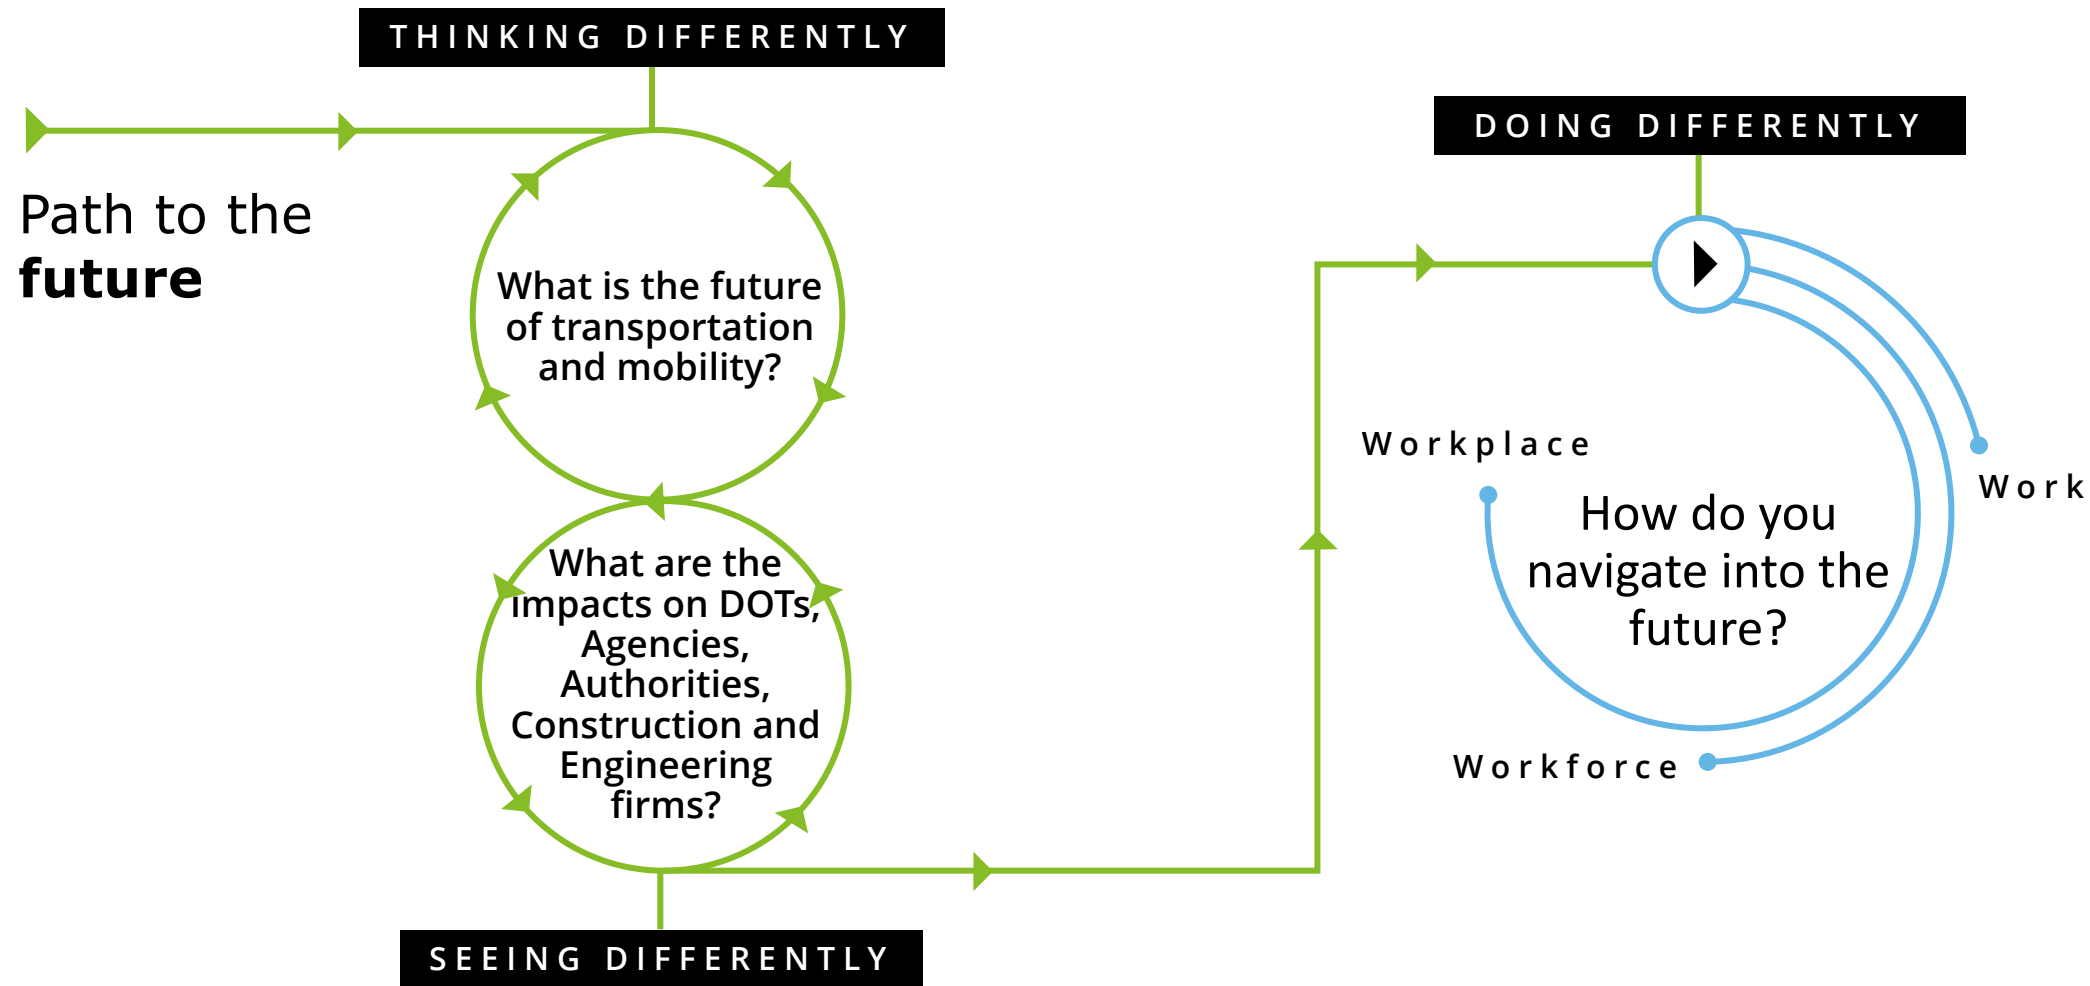 THINKING DIFFERENTLY
Path to the
future
What is the future
of transportation
and mobility?
What are the
impacts on DOTs,
Agencies,
Authorities,
Construction and
Engineering
firms?
SEEING DIFFERENTLY
DOING DIFFERENTLY
Workplace
Work
How do you
navigate into the
future?
Workforce